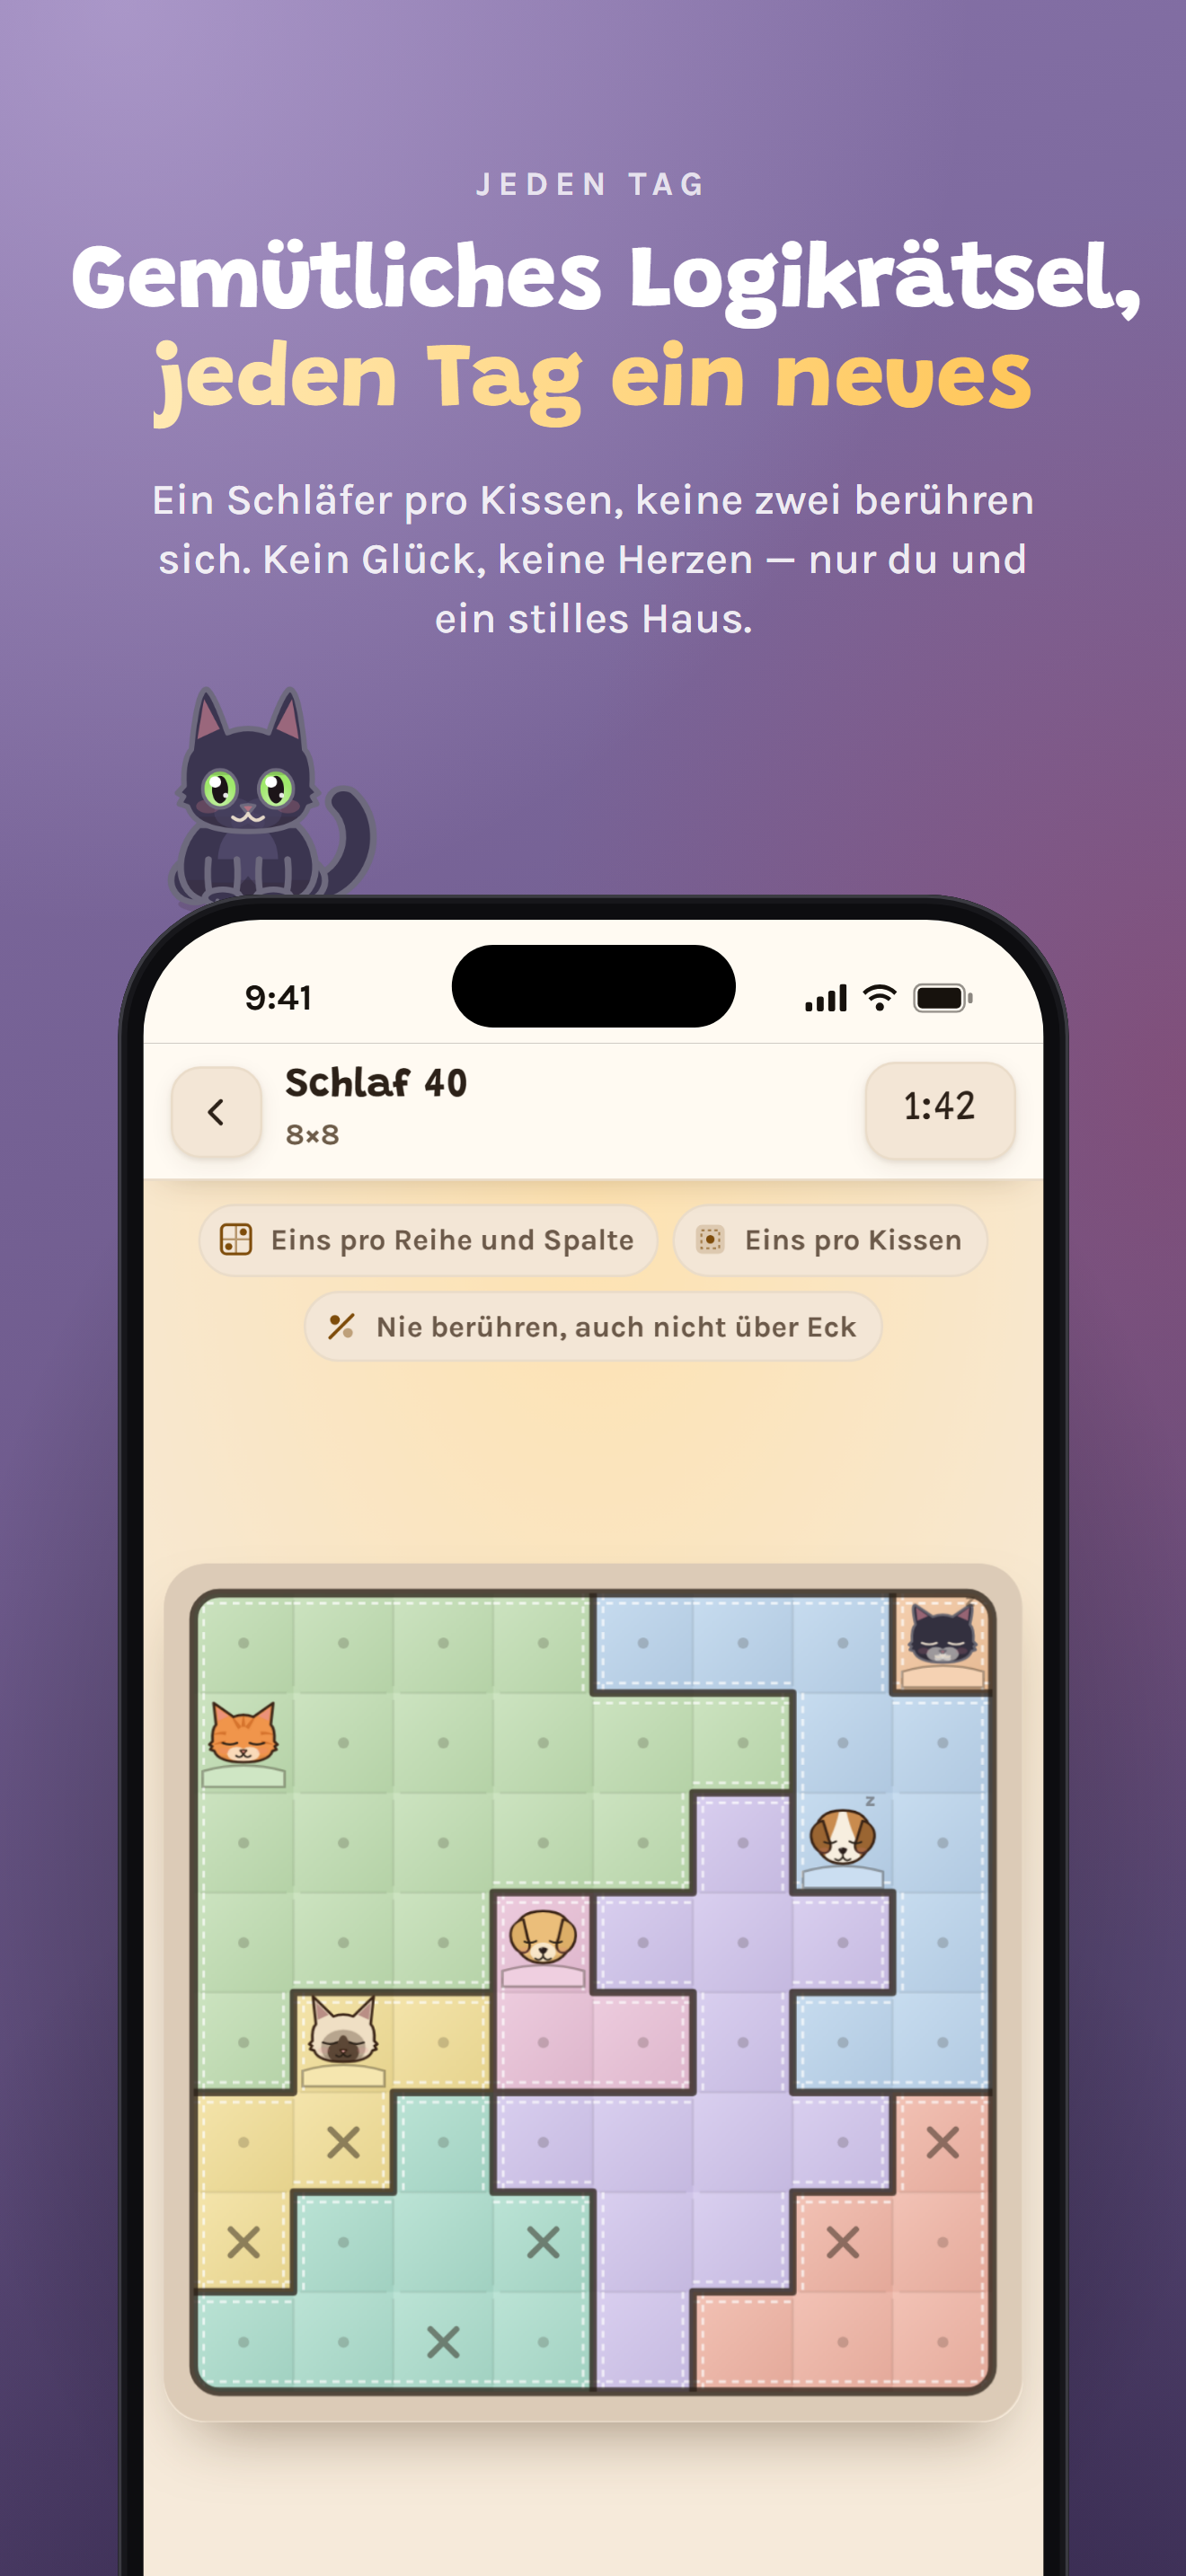 JEDEN TAG
Gemütliches Logikrätsel,
jeden Tag ein neues
Ein Schläfer pro Kissen, keine zwei berühren
sich. Kein Glück, keine Herzen — nur du und
ein stilles Haus.
9:41
Schlaf 40
8×8
1:42
Eins pro Reihe und Spalte
Eins pro Kissen
Nie berühren, auch nicht über Eck
z